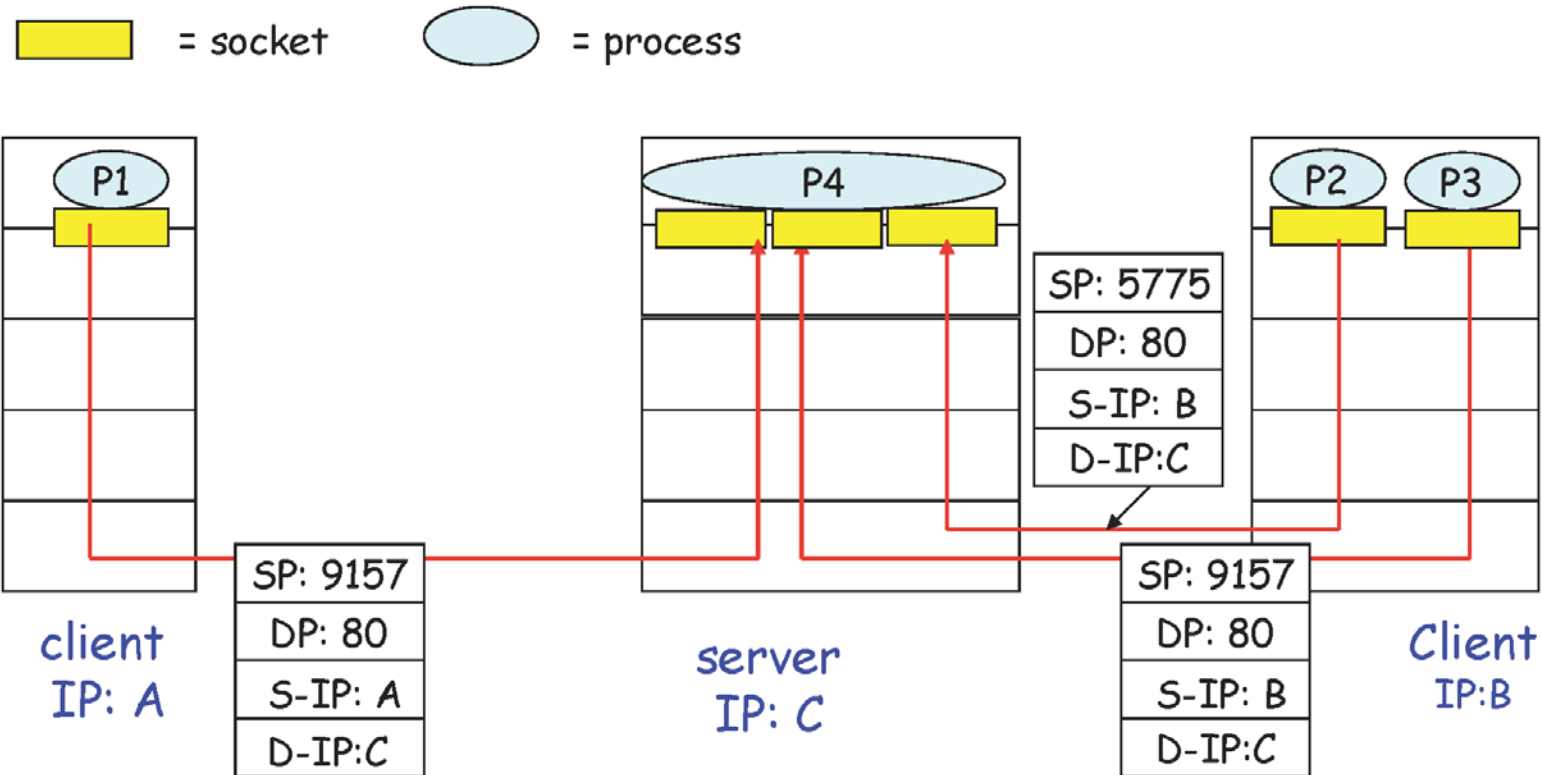 = socket
= process
P1
P4
P2
P3
SP: 5775
DP: 80
S-IP: B
D-IP:C
SP: 9157
DP: 80
S-IP: A
D-IP:C
SP: 9157
DP: 80
S-IP: B
D-IP:C
client
IP: A
server
IP: C
Client
IP:B